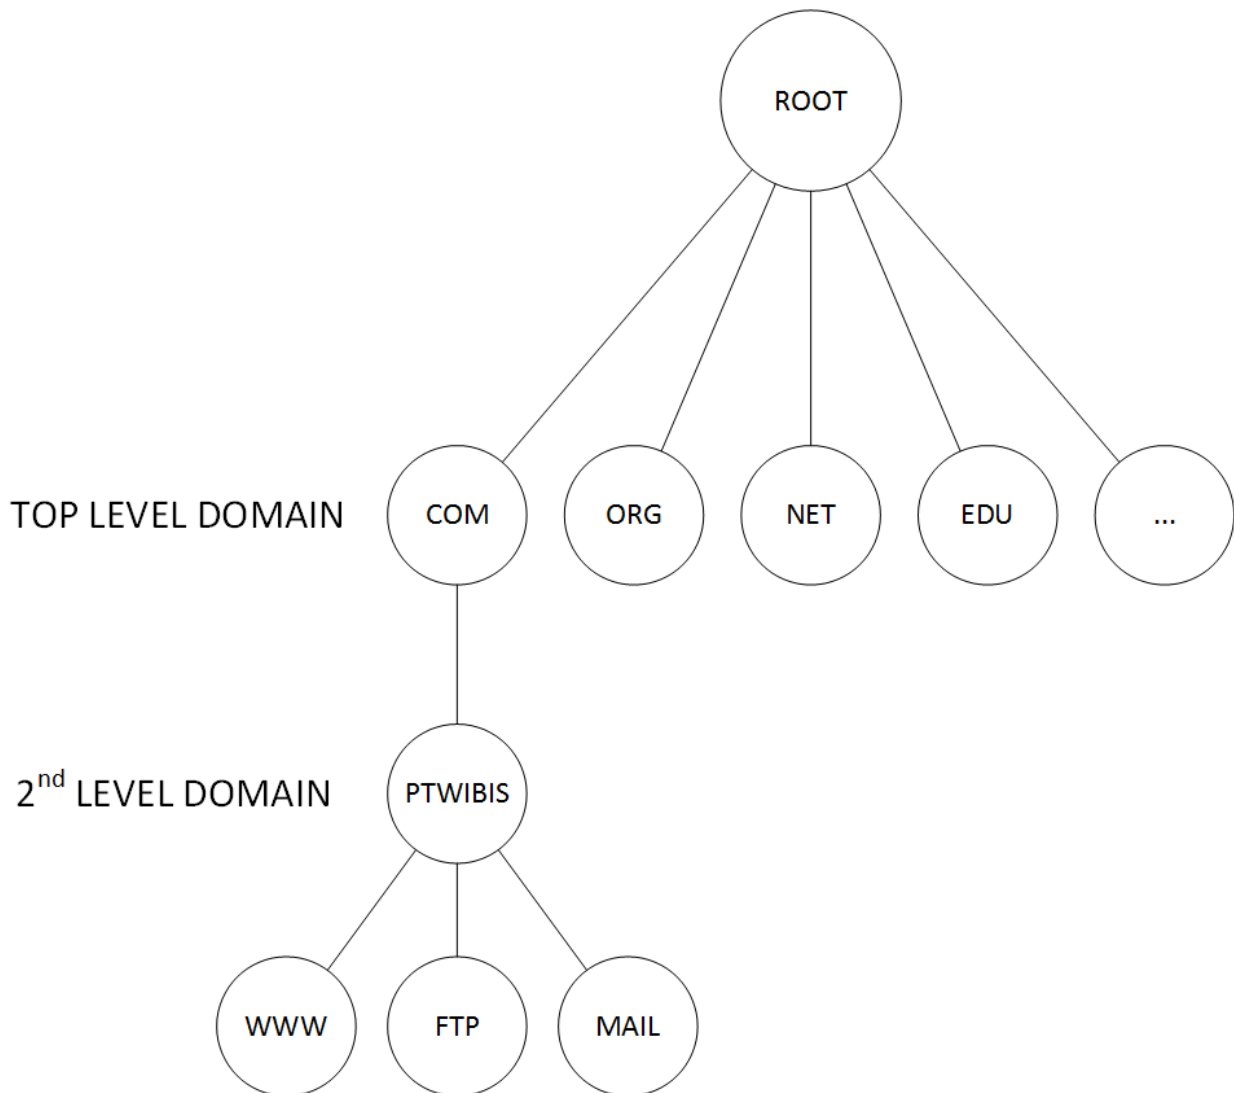 ROOT
TOP LEVEL DOMAIN
COM
ORG
NET
EDU
...
2nd LEVEL DOMAIN
PTWIBIS
WWW
FTP
MAIL